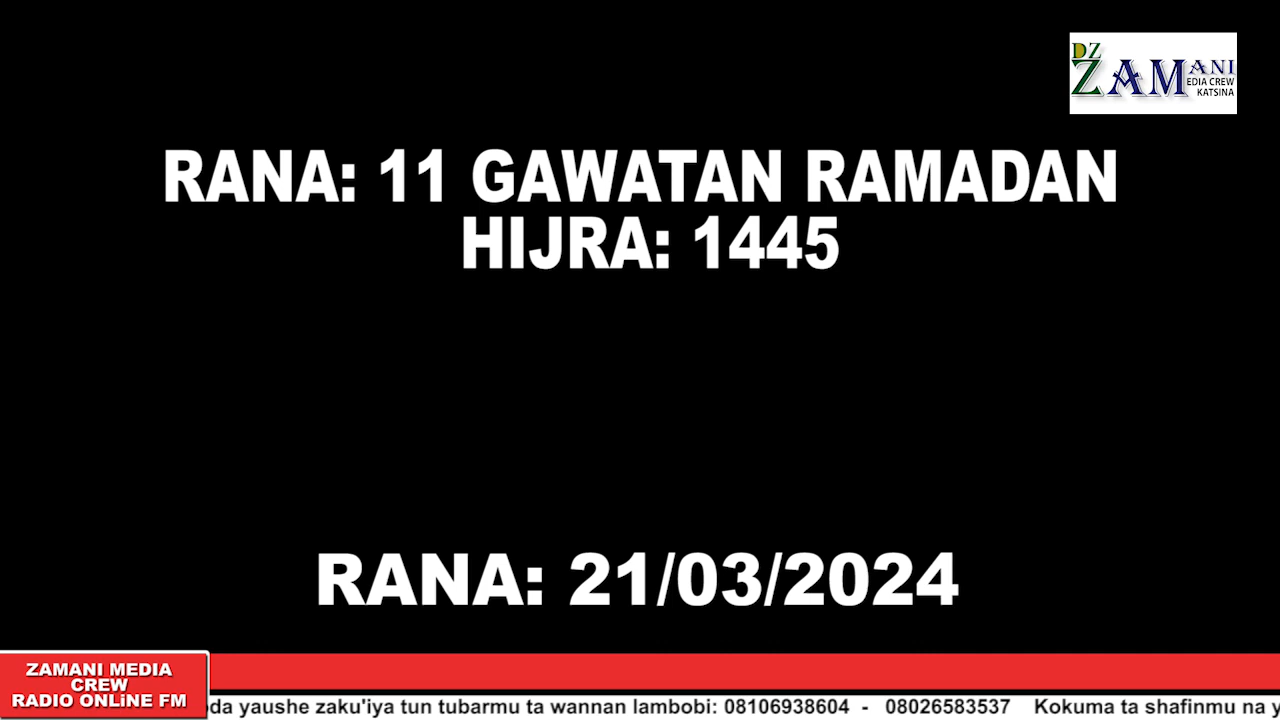 DZ
ZAMANI
EDIA CREW
KATSINA
RANA: 11 GAWATAN RAMADAN
HIJRA: 1445
RANA: 21/03/2024
ZAMANI MEDIA
CREW
RADIO ONLiNE FM
yaushe zaku'iya tun tubarmu ta wannan lambobi: 08106938604 - 08026583537 Kokuma ta shafinmu na